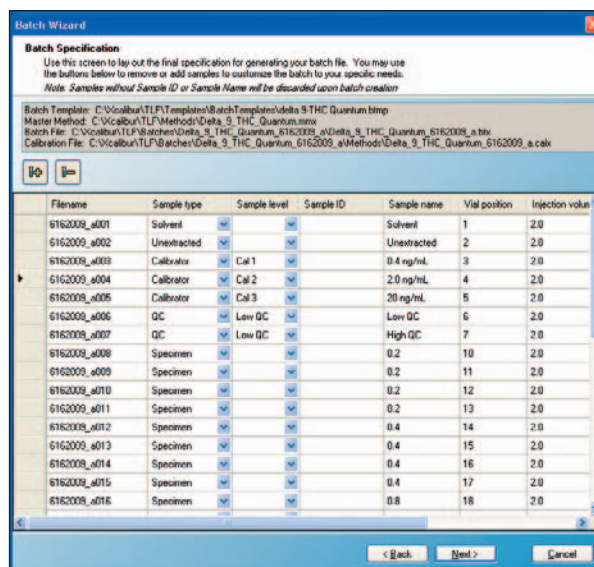 Batch Wizard
Batch Specification
Use this screen to lay out the final specification for generating your batch file. You may use
the buttons below to remove or add samples to customize the batch to your specific needs.
Note: Samples without Sample ID or Sample Name will be discarded upon batch creation
Batch Template: C:\Xcalibur\TLF\Templates\BatchTemplates\delta 9-THC Quantum.btmp
Master Method: C:\Xcalibur\TLF\Methods\Delta_9_THC_Quantum.mmx
Batch File: C:\Xcalibur\TLF\Batches\Delta_9_THC_Quantum_6162009_a\Delta_9_THC_Quantum_6162009_a.btx
Calibration File: C:\Xcalibur\TLF\Batches\Delta_9_THC_Quantum_6162009_a\Methods\Delta_9_THC_Quantum_6162009_a.calx
Filename Sample type Sample level Sample ID Sample name Vial position Injection volum
6162009_a001 Solvent Solvent 1 2.0
6162009_a002 Unextracted Unextracted 2 2.0
6162009_a003 Calibrator Cal 1 0.4 ng/mL 3 2.0
6162009_a004 Calibrator Cal 2 2.0 ng/mL 4 2.0
6162009_a005 Calibrator Cal 3 20 ng/mL 5 2.0
6162009_a006 QC Low QC Low QC 6 2.0
6162009_a007 QC Low QC High QC 7 2.0
6162009_a008 Specimen 0.2 10 2.0
6162009_a009 Specimen 0.2 11 2.0
6162009_a010 Specimen 0.2 12 2.0
6162009_a011 Specimen 0.2 13 2.0
6162009_a012 Specimen 0.4 14 2.0
6162009_a013 Specimen 0.4 15 2.0
6162009_a014 Specimen 0.4 16 2.0
6162009_a015 Specimen 0.4 17 2.0
6162009_a016 Specimen 0.8 18 2.0
< Back Next > Cancel